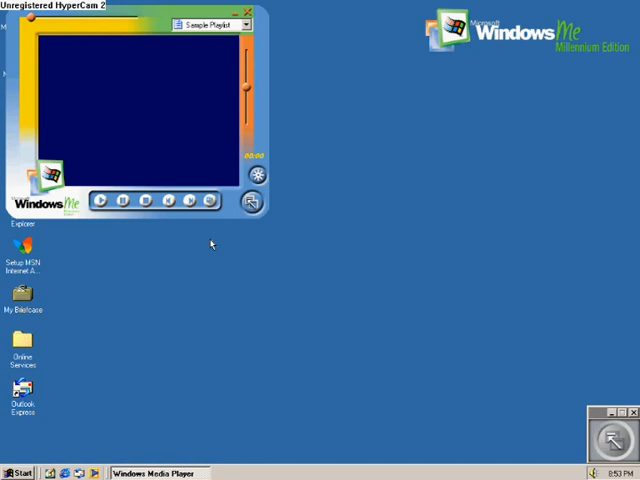 Unregistered HyperCam 2
Sample Playlist
Microsoft
Windows Me
Millennium Edition
00:00
Windows Me
Explorer
Setup MSN
Internet A...
My Briefcase
Online
Services
Outlook
Express
Start
Windows Media Player
8:53 PM